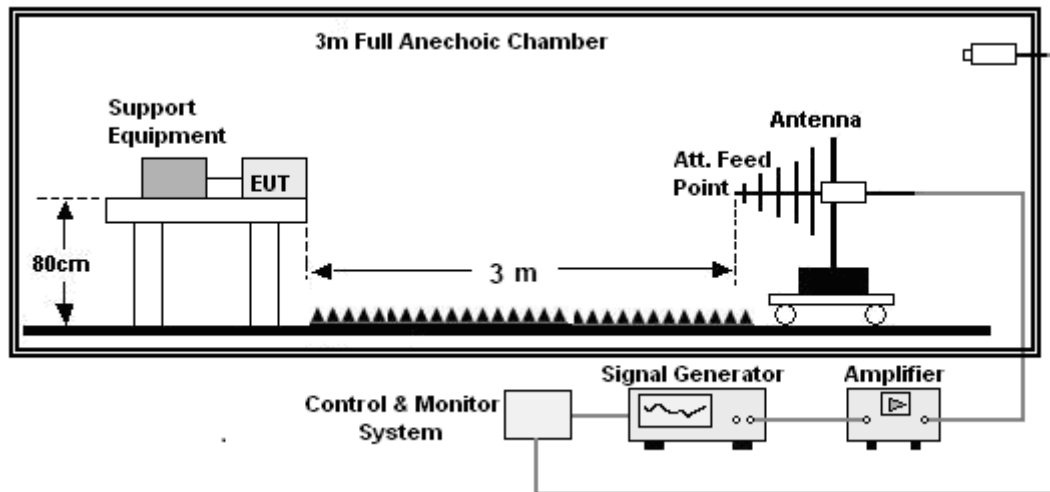 3m Full Anechoic Chamber
Support
Equipment
EUT
Antenna
Att. Feed
Point
80cm
3 m
Signal Generator
Amplifier
Control & Monitor
System